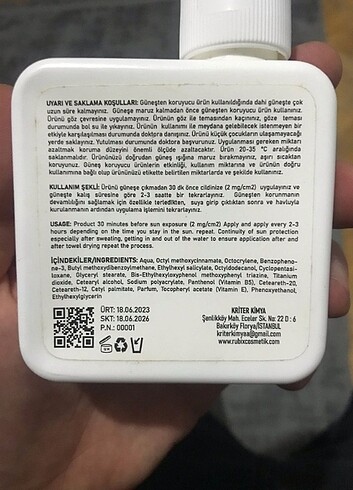 UYARI VE SAKLAMA KOŞULLARI: Güneşten koruyucu ürün kullanıldığında dahi güneşte çok
uzun süre kalmayınız. Güneşe maruz kalmadan önce güneşten koruyucu ürün kullanınız.
Ürünü göz çevresine uygulamayınız. Ürünün göz ile temasından kaçınınız, göze teması
durumunda bol su ile yıkayınız. Ürünün kullanımı ile meydana gelebilecek istenmeyen bir
etkiyle karşılaşılması durumunda doktora danışınız. Ürünü küçük çocukların ulaşamayacağı
yerde saklayınız. Yutulması durumunda doktora başvurunuz. Uygulanması gereken miktarı
azaltmak koruma düzeyini önemli ölçüde azaltacaktır. Ürün 20-35 °C aralığında
saklanmalıdır. Ürününüzü doğrudan güneş ışığına maruz bırakmayınız, aşırı sıcaktan
koruyunuz. Ürününüzün etkinliği kullanım miktarına ve ürünün doğru
kullanımına bağlı olup ürününüzü etikette belirtilen miktarlarda ve şekilde kullanınız.
KULLANIM ŞEKLİ: Ürünü güneşe çıkmadan 30 dk önce cildinize (2 mg/cm2) uygulayınız ve
güneşte kalış süresine göre 2-3 saatte bir tekrarlayınız. Güneşten korunmanın
devamlılığını sağlamak için özellikle terledikten, suya girip çıktıktan sonra ve havluyla
kurulanmanın ardından uygulama işlemini tekrarlayınız.
USAGE: Product 30 minutes before sun exposure (2 mg/cm2) Apply and apply every 2-3
hours depending on the time you stay in the sun. repeat. Continuity of sun protection
especially after sweating, getting in and out of the water to ensure application after and
after towel drying repeat the process.
İÇİNDEKİLER/INGREDIENTS: Aqua, Octyl methoxycinnamate, Octocrylene, Benzophenone-3, Butyl methoxydibenzoylmethane, Ethylhexyl salicylate, Octyldodecanol, Cyclopentasiloxane, Glyceryl stearate, Bis-Ethylhexyloxyphenol methoxyphenyl triazine, Titanium
dioxide, Cetearyl alcohol, Sodium polyacrylate, Panthenol (Vitamin B5), Ceteareth-20,
Ceteareth-12, Cetyl palmitate, Parfum, Tocopheryl acetate (Vitamin E), Phenoxyethanol,
Ethylhexylglycerin
ÜRT: 18.06.2023
SKT: 18.06.2026
P.N.: 00001
KRİTER KİMYA
Şenlikköy Mah. Eceler Sk. No: 22 D: 6
Bakırköy Florya/İSTANBUL
kriterkimyaa@gmail.com
www.rubixcosmetik.com